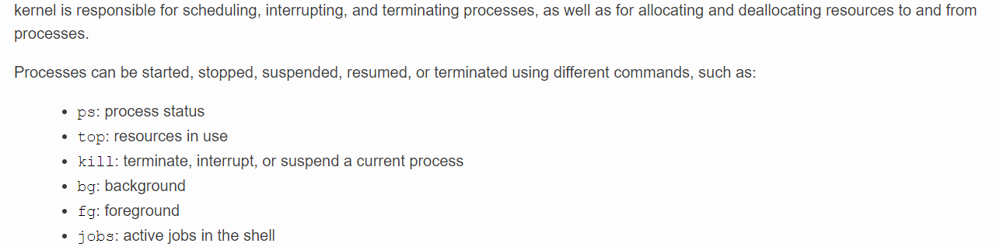 kernel is responsible for scheduling, interrupting, and terminating processes, as well as for allocating and deallocating resources to and from
processes.
Processes can be started, stopped, suspended, resumed, or terminated using different commands, such as:
• ps: process status
• top: resources in use
• kill: terminate, interrupt, or suspend a current process
• bg: background
• fg: foreground
• jobs: active jobs in the shell